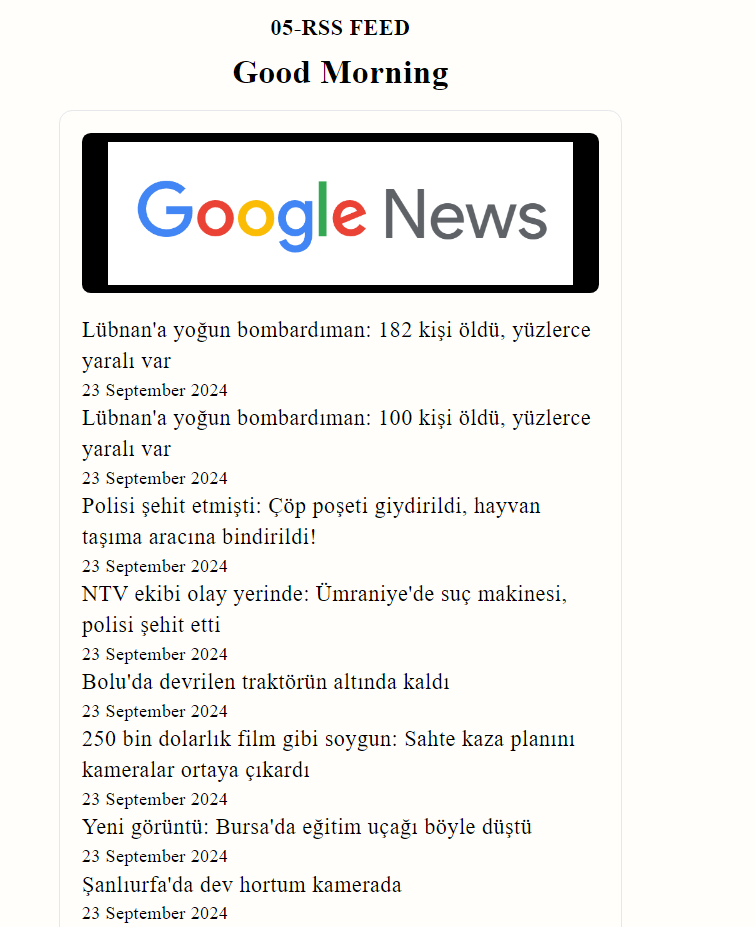 05-RSS FEED
Good Morning
Google News
Lübnan'a yoğun bombardıman: 182 kişi öldü, yüzlerce
yaralı var
23 September 2024
Lübnan'a yoğun bombardıman: 100 kişi öldü, yüzlerce
yaralı var
23 September 2024
Polisi şehit etmişti: Çöp poşeti giydirildi, hayvan
taşıma aracına bindirildi!
23 September 2024
NTV ekibi olay yerinde: Ümraniye'de suç makinesi,
polisi şehit etti
23 September 2024
Bolu'da devrilen traktörün altında kaldı
23 September 2024
250 bin dolarlık film gibi soygun: Sahte kaza planını
kameralar ortaya çıkardı
23 September 2024
Yeni görüntü: Bursa'da eğitim uçağı böyle düştü
23 September 2024
Şanlıurfa'da dev hortum kamerada
23 September 2024